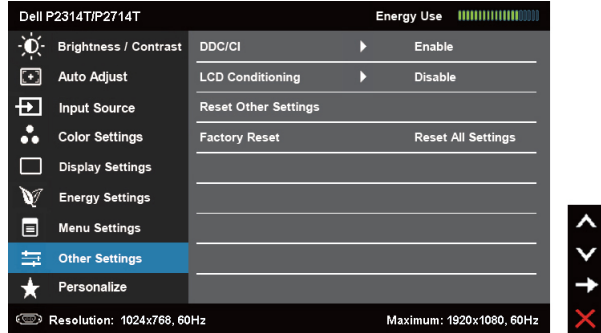 Dell P2314T/P2714T Energy Use
Brightness / Contrast DDC/CI Enable
Auto Adjust LCD Conditioning Disable
Input Source Reset Other Settings
Color Settings Factory Reset Reset All Settings
Display Settings
Energy Settings
Menu Settings
Other Settings
Personalize
Resolution: 1024x768, 60Hz Maximum: 1920x1080, 60Hz